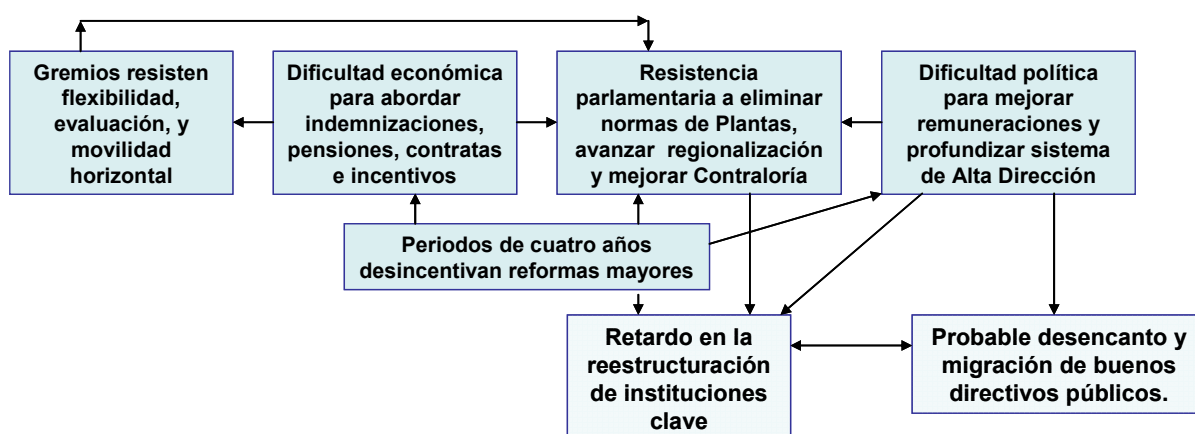 Gremios resisten
flexibilidad,
evaluación, y
movilidad
horizontal
Dificultad económica
para abordar
indemnizaciones,
pensiones, contratas
e incentivos
Resistencia
parlamentaria a eliminar
normas de Plantas,
avanzar regionalización
y mejorar Contraloría
Dificultad política
para mejorar
remuneraciones y
profundizar sistema
de Alta Dirección
Periodos de cuatro años
desincentivan reformas mayores
Retardo en la
reestructuración
de instituciones
clave
Probable desencanto y
migración de buenos
directivos públicos.